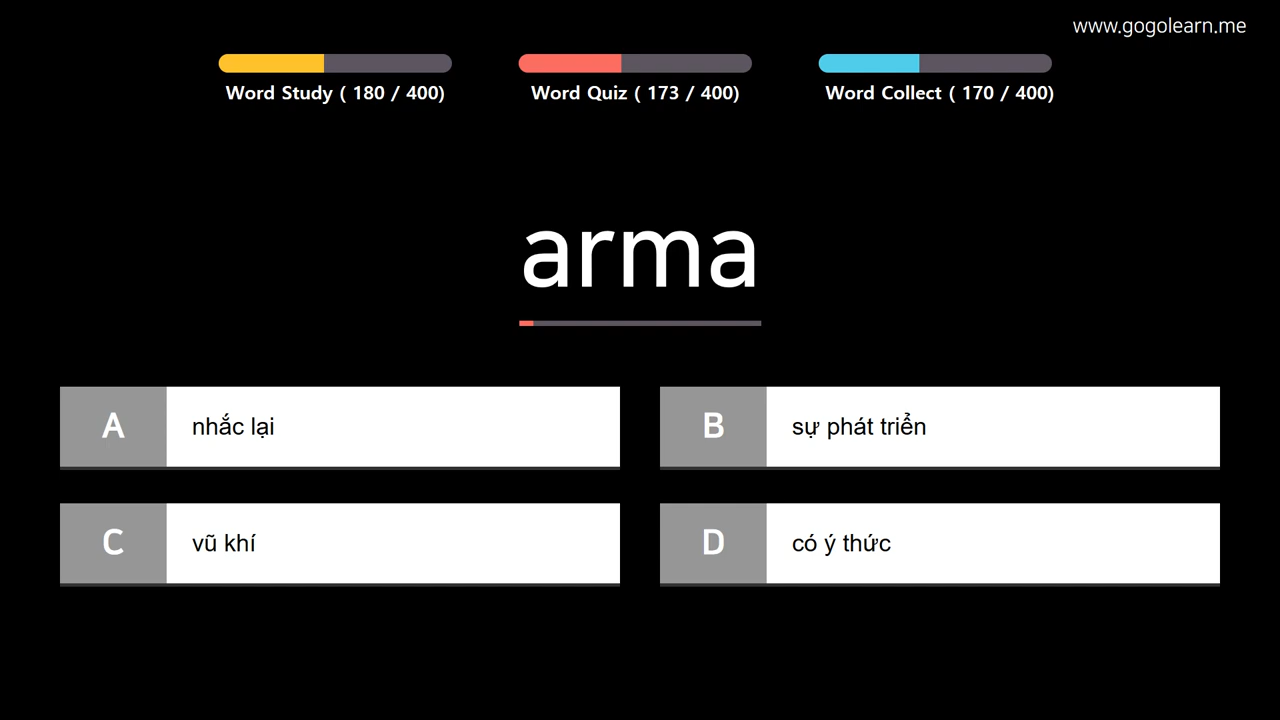 www.gogolearn.me
Word Study ( 180 / 400)
Word Quiz ( 173 / 400)
Word Collect ( 170 / 400)
arma
A
nhắc lại
B
sự phát triển
C
vũ khí
D
có ý thức